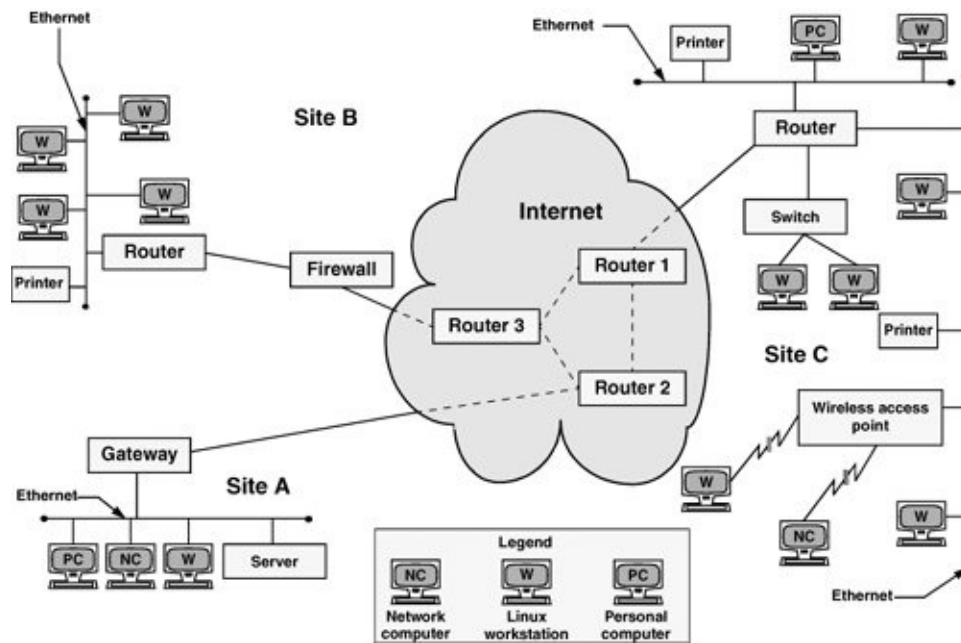 Ethernet
W
W
W
W
Printer
Router
Site B
Firewall
Internet
Router 1
Router 3
Router 2
Ethernet
Printer
PC
W
Router
W
Switch
W
W
Printer
Site C
Wireless access
point
W
NC
W
Ethernet
Gateway
Site A
Ethernet
PC
NC
W
Server
Legend
NC
W
PC
Network
computer
Linux
workstation
Personal
computer